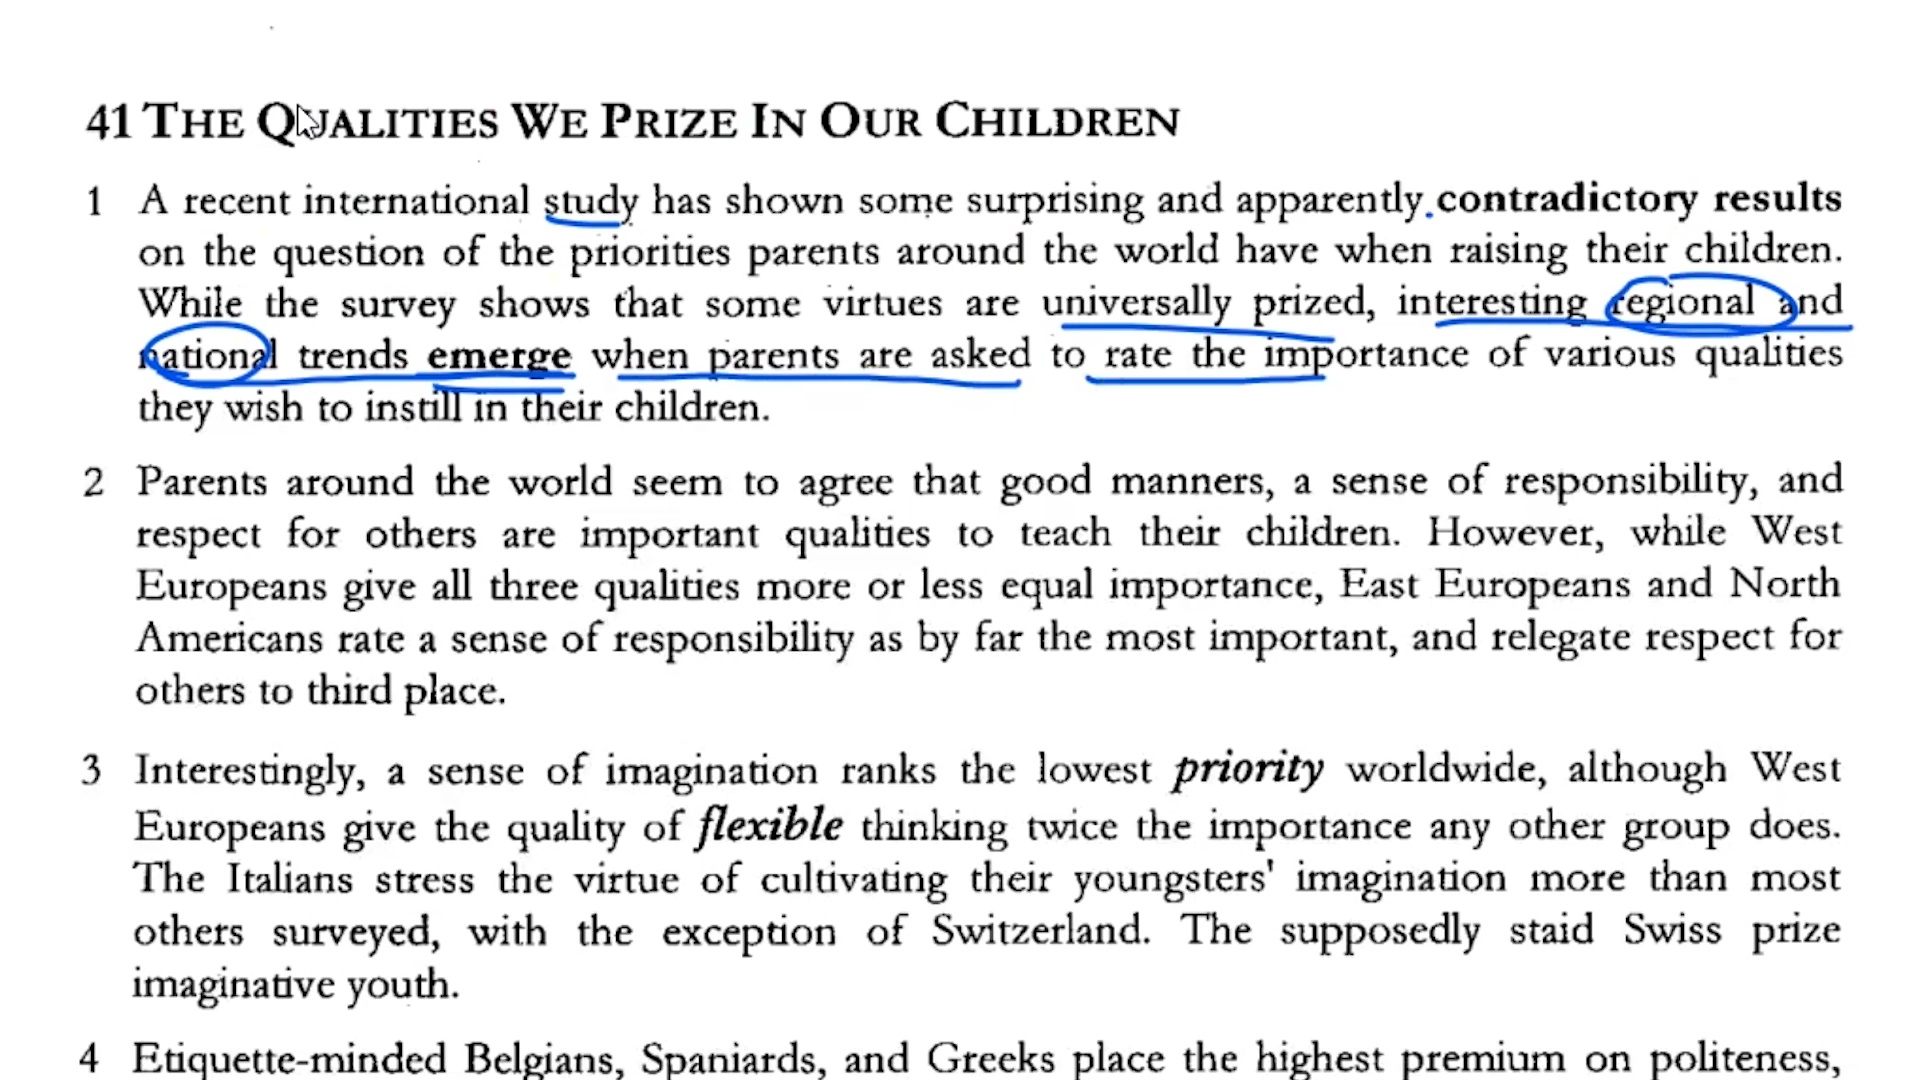 41 THE QUALITIES WE PRIZE IN OUR CHILDREN
1 A recent international study has shown some surprising and apparently contradictory results
on the question of the priorities parents around the world have when raising their children.
While the survey shows that some virtues are universally prized, interesting regional and
national trends emerge when parents are asked to rate the importance of various qualities
they wish to instill in their children.
2 Parents around the world seem to agree that good manners, a sense of responsibility, and
respect for others are important qualities to teach their children. However, while West
Europeans give all three qualities more or less equal importance, East Europeans and North
Americans rate a sense of responsibility as by far the most important, and relegate respect for
others to third place.
3 Interestingly, a sense of imagination ranks the lowest priority worldwide, although West
Europeans give the quality of flexible thinking twice the importance any other group does.
The Italians stress the virtue of cultivating their youngsters' imagination more than most
others surveyed, with the exception of Switzerland. The supposedly staid Swiss prize
imaginative youth.
4 Etiquette-minded Belgians, Spaniards, and Greeks place the highest premium on politeness,